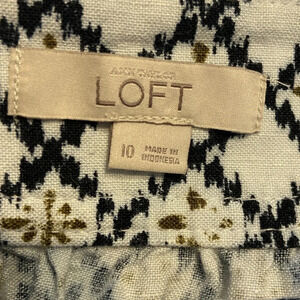 ANN TAYLOR
LOFT
10
MADE IN
INDONESIA